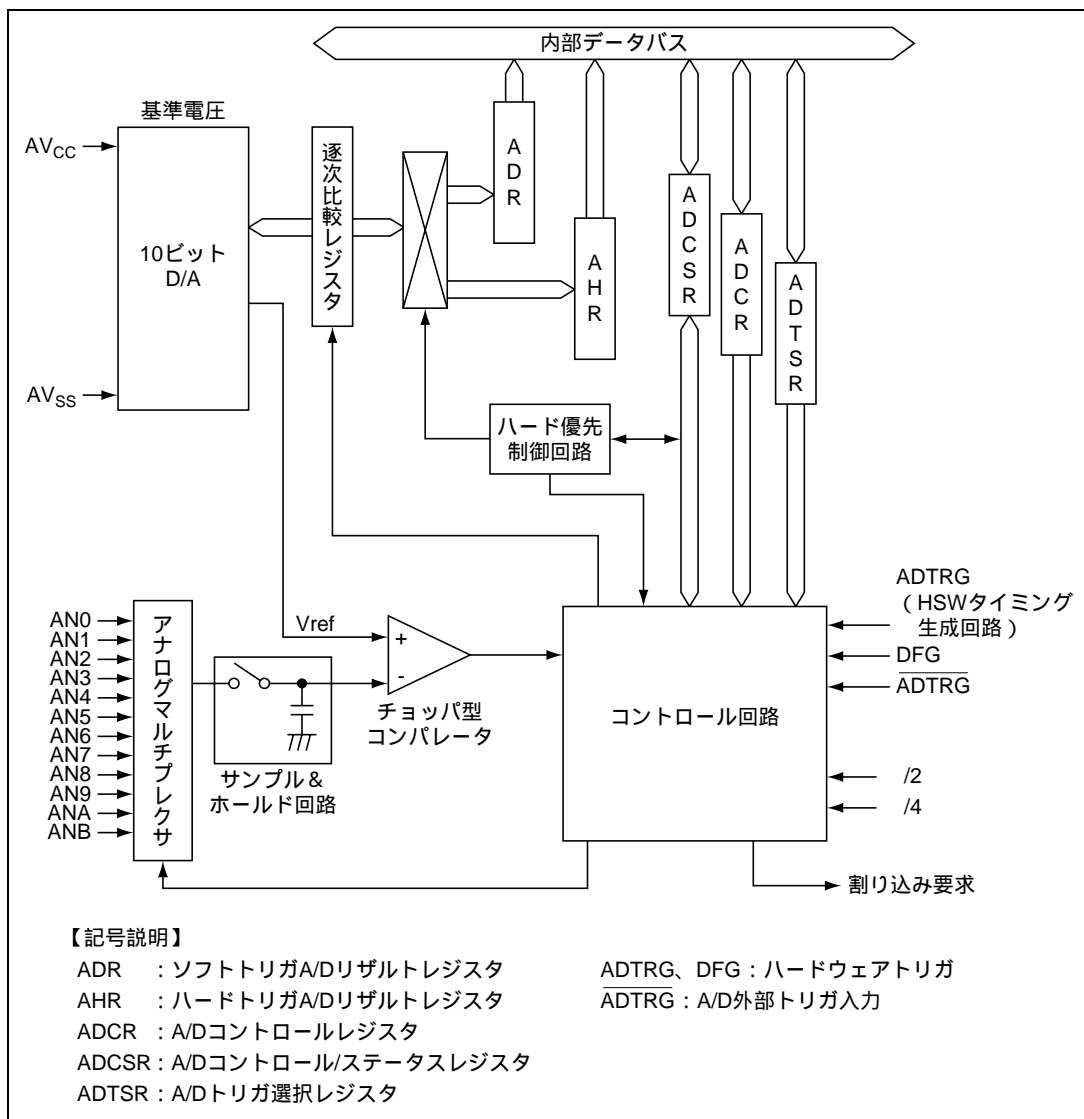 内部データバス
基準電圧
AVCC
AVSS
10ビット
D/A
逐次比較レジスタ
ADR
AHR
ADCSR
ADCR
ADTSR
ハード優先
制御回路
Vref
+
-
チョッパ型
コンパレータ
AN0
AN1
AN2
AN3
AN4
AN5
AN6
AN7
AN8
AN9
ANA
ANB
アナログマルチプレクサ
サンプル&
ホールド回路
コントロール回路
ADTRG
(HSWタイミング
生成回路)
DFG
ADTRG
/2
/4
割り込み要求
【記号説明】
ADR :ソフトトリガA/Dリザルトレジスタ
AHR :ハードトリガA/Dリザルトレジスタ
ADCR :A/Dコントロールレジスタ
ADCSR:A/Dコントロール/ステータスレジスタ
ADTSR:A/Dトリガ選択レジスタ
ADTRG、DFG:ハードウェアトリガ
ADTRG:A/D外部トリガ入力